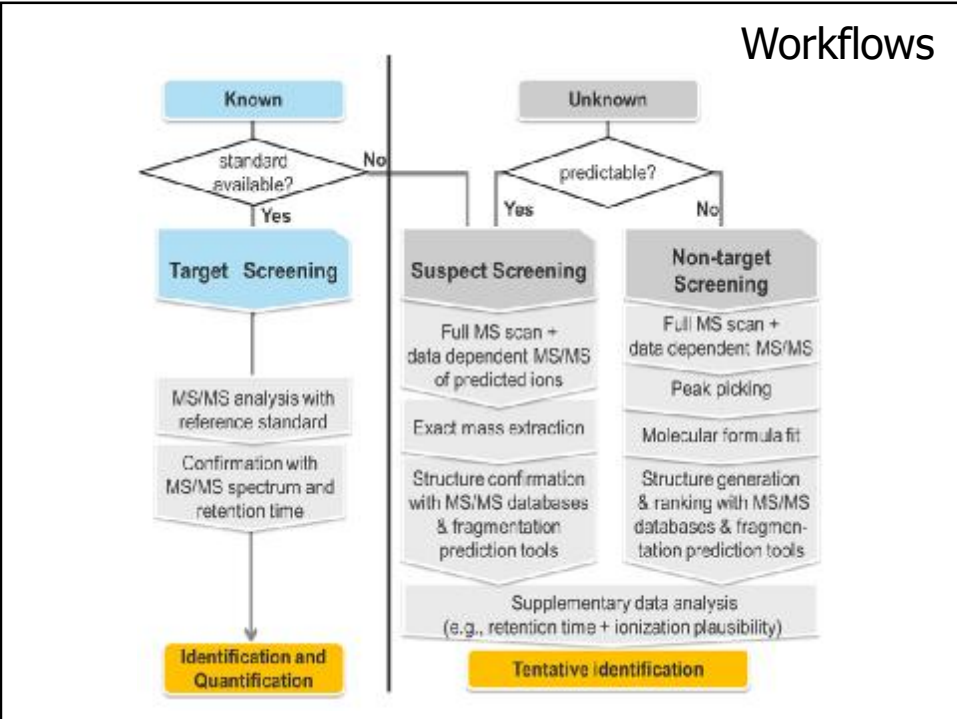 Workflows
Known
Unknown
standard
available?
No
predictable?
Yes
Yes
No
Target Screening
Suspect Screening
Non-target
Screening
MS/MS analysis with
reference standard
Confirmation with
MS/MS spectrum and
retention time
Full MS scan +
data dependent MS/MS
of predicted ions
Exact mass extraction
Structure confirmation
with MS/MS databases
& fragmentation
prediction tools
Full MS scan +
data dependent MS/MS
Peak picking
Molecular formula fit
Structure generation
& ranking with MS/MS
databases & fragmen-
tation prediction tools
Supplementary data analysis
(e.g., retention time + ionization plausibility)
Identification and
Quantification
Tentative Identification